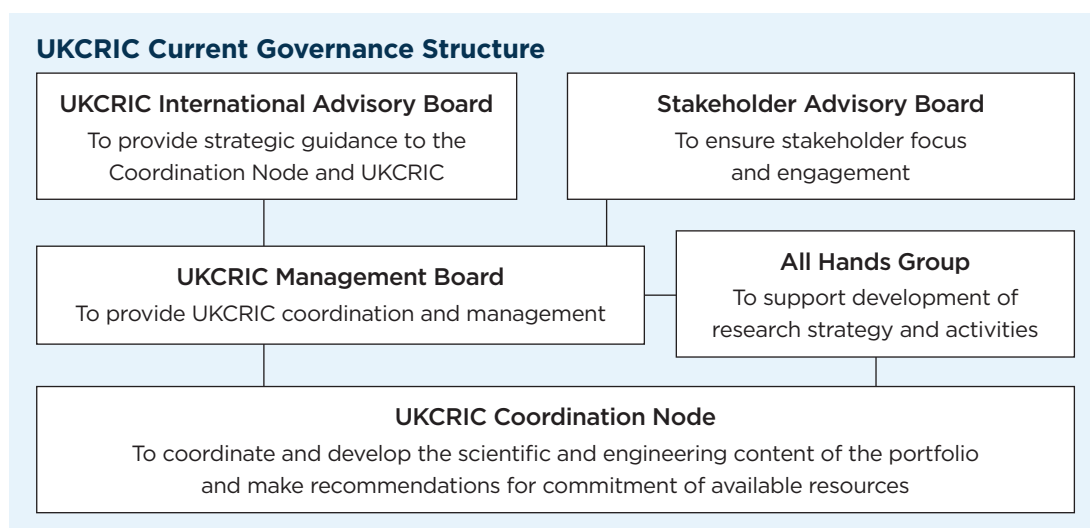 UKCRIC Current Governance Structure
UKCRIC International Advisory Board
To provide strategic guidance to the
Coordination Node and UKCRIC
Stakeholder Advisory Board
To ensure stakeholder focus
and engagement
UKCRIC Management Board
To provide UKCRIC coordination and management
All Hands Group
To support development of
research strategy and activities
UKCRIC Coordination Node
To coordinate and develop the scientific and engineering content of the portfolio
and make recommendations for commitment of available resources